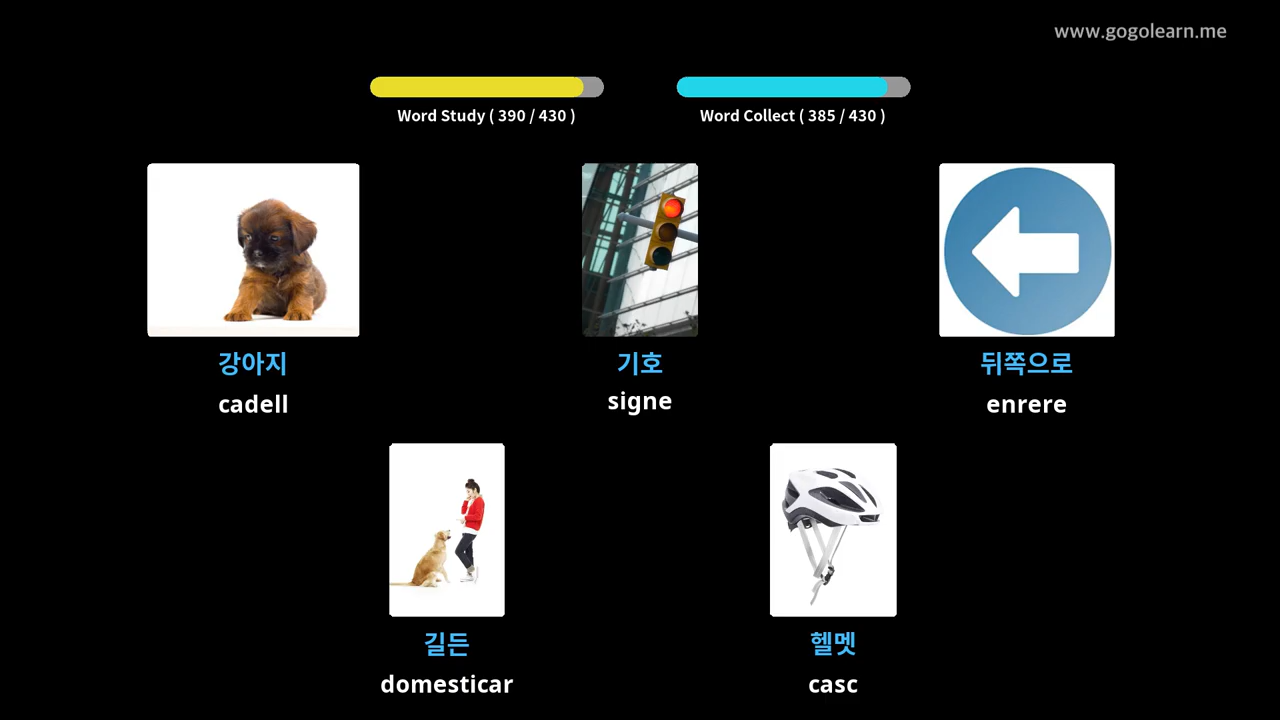 www.gogolearn.me
Word Study ( 390 / 430 )
Word Collect ( 385 / 430 )
강아지
cadell
기호
signe
뒤쪽으로
enrere
길든
domesticar
헬멧
casc